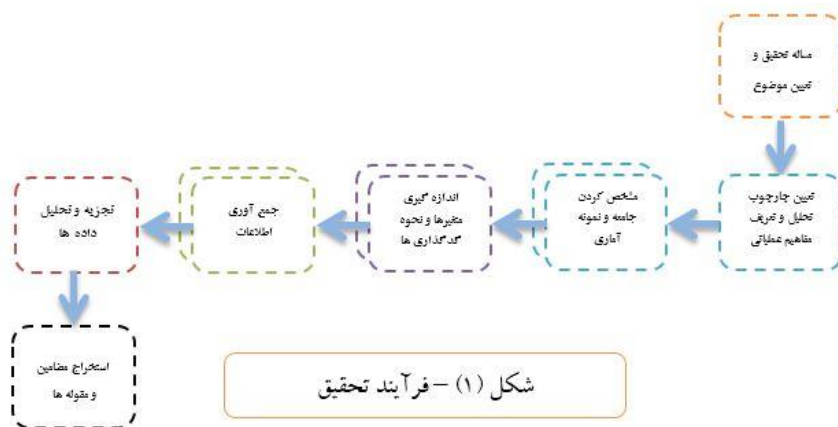 مساله تحقیق و
تعیین موضوع
تعیین چارچوب
تحلیل و تعریف
مفاهیم عملیاتی
مشخص کردن
جامعه و نمونه
آماری
اندازه گیری
متغیرها و نحوه
کدگذاری ها
جمع آوری
اطلاعات
تجزیه و تحلیل
داده ها
استخراج مضامین
و مقوله ها
شکل (۱) – فرآیند تحقیق